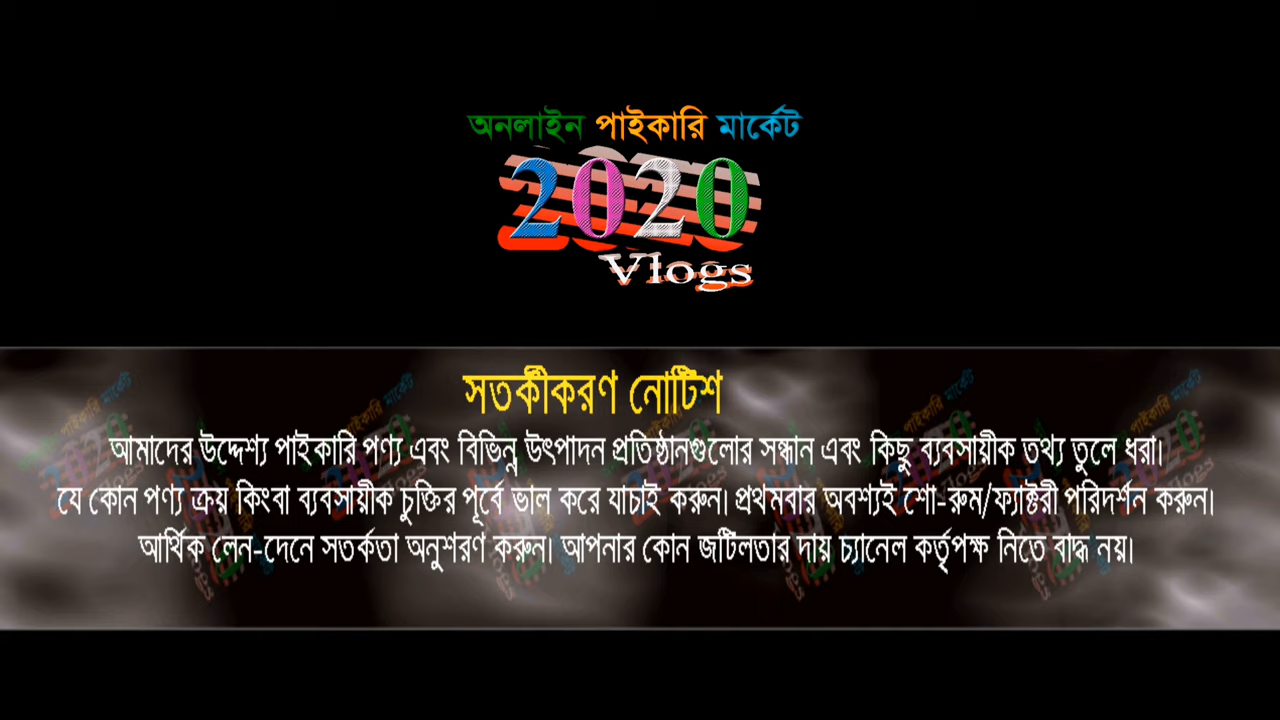 অনলাইন পাইকারি মার্কেট
2020
Vlogs
সতর্কীকরণ নোটিশ
আমাদের উদ্দেশ্য পাইকারি পণ্য এবং বিভিন্ন উৎপাদন প্রতিষ্ঠানগুলোর সন্ধান এবং কিছু ব্যবসায়ীক তথ্য তুলে ধরা।
যে কোন পণ্য ক্রয় কিংবা ব্যবসায়ীক চুক্তির পূর্বে ভাল করে যাচাই করুন। প্রথমবার অবশ্যই শো-রুম/ফ্যাক্টরী পরিদর্শন করুন।
আর্থিক লেন-দেনে সতর্কতা অনুশরণ করুন। আপনার কোন জটিলতার দায় চ্যানেল কর্তৃপক্ষ নিতে বাদ্ধ নয়।